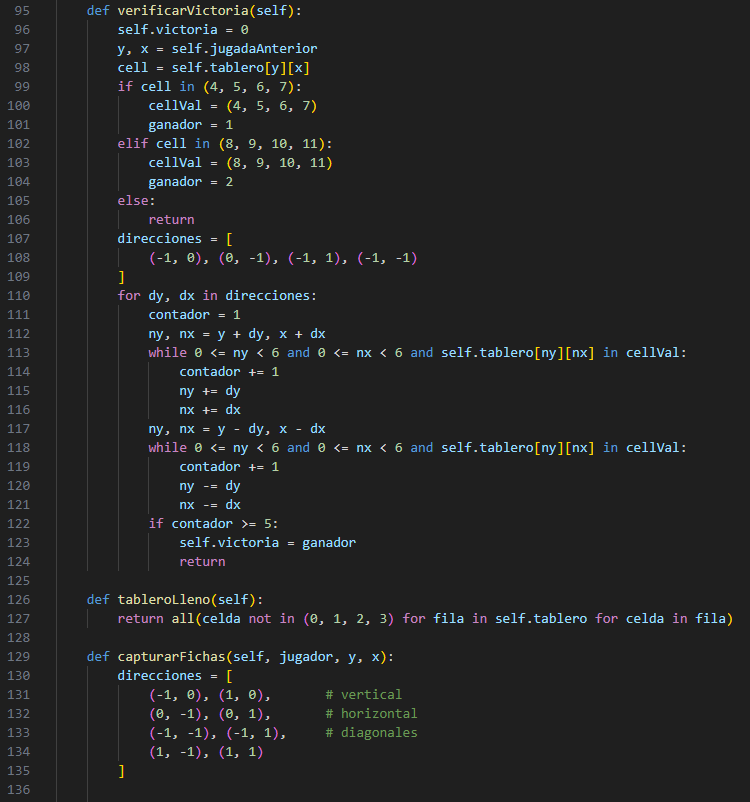 95 def verificarVictoria(self):
96 self.victoria = 0
97 y, x = self.jugadaAnterior
98 cell = self.tablero[y][x]
99 if cell in (4, 5, 6, 7):
100 cellVal = (4, 5, 6, 7)
101 ganador = 1
102 elif cell in (8, 9, 10, 11):
103 cellVal = (8, 9, 10, 11)
104 ganador = 2
105 else:
106 return
107 direcciones = [
108 (-1, 0), (0, -1), (-1, 1), (-1, -1)
109 ]
110 for dy, dx in direcciones:
111 contador = 1
112 ny, nx = y + dy, x + dx
113 while 0 <= ny < 6 and 0 <= nx < 6 and self.tablero[ny][nx] in cellVal:
114 contador += 1
115 ny += dy
116 nx += dx
117 ny, nx = y - dy, x - dx
118 while 0 <= ny < 6 and 0 <= nx < 6 and self.tablero[ny][nx] in cellVal:
119 contador += 1
120 ny -= dy
121 nx -= dx
122 if contador >= 5:
123 self.victoria = ganador
124 return
125
126 def tableroLleno(self):
127 return all(celda not in (0, 1, 2, 3) for fila in self.tablero for celda in fila)
128
129 def capturarFichas(self, jugador, y, x):
130 direcciones = [
131 (-1, 0), (1, 0), # vertical
132 (0, -1), (0, 1), # horizontal
133 (-1, -1), (-1, 1), # diagonales
134 (1, -1), (1, 1)
135 ]
136